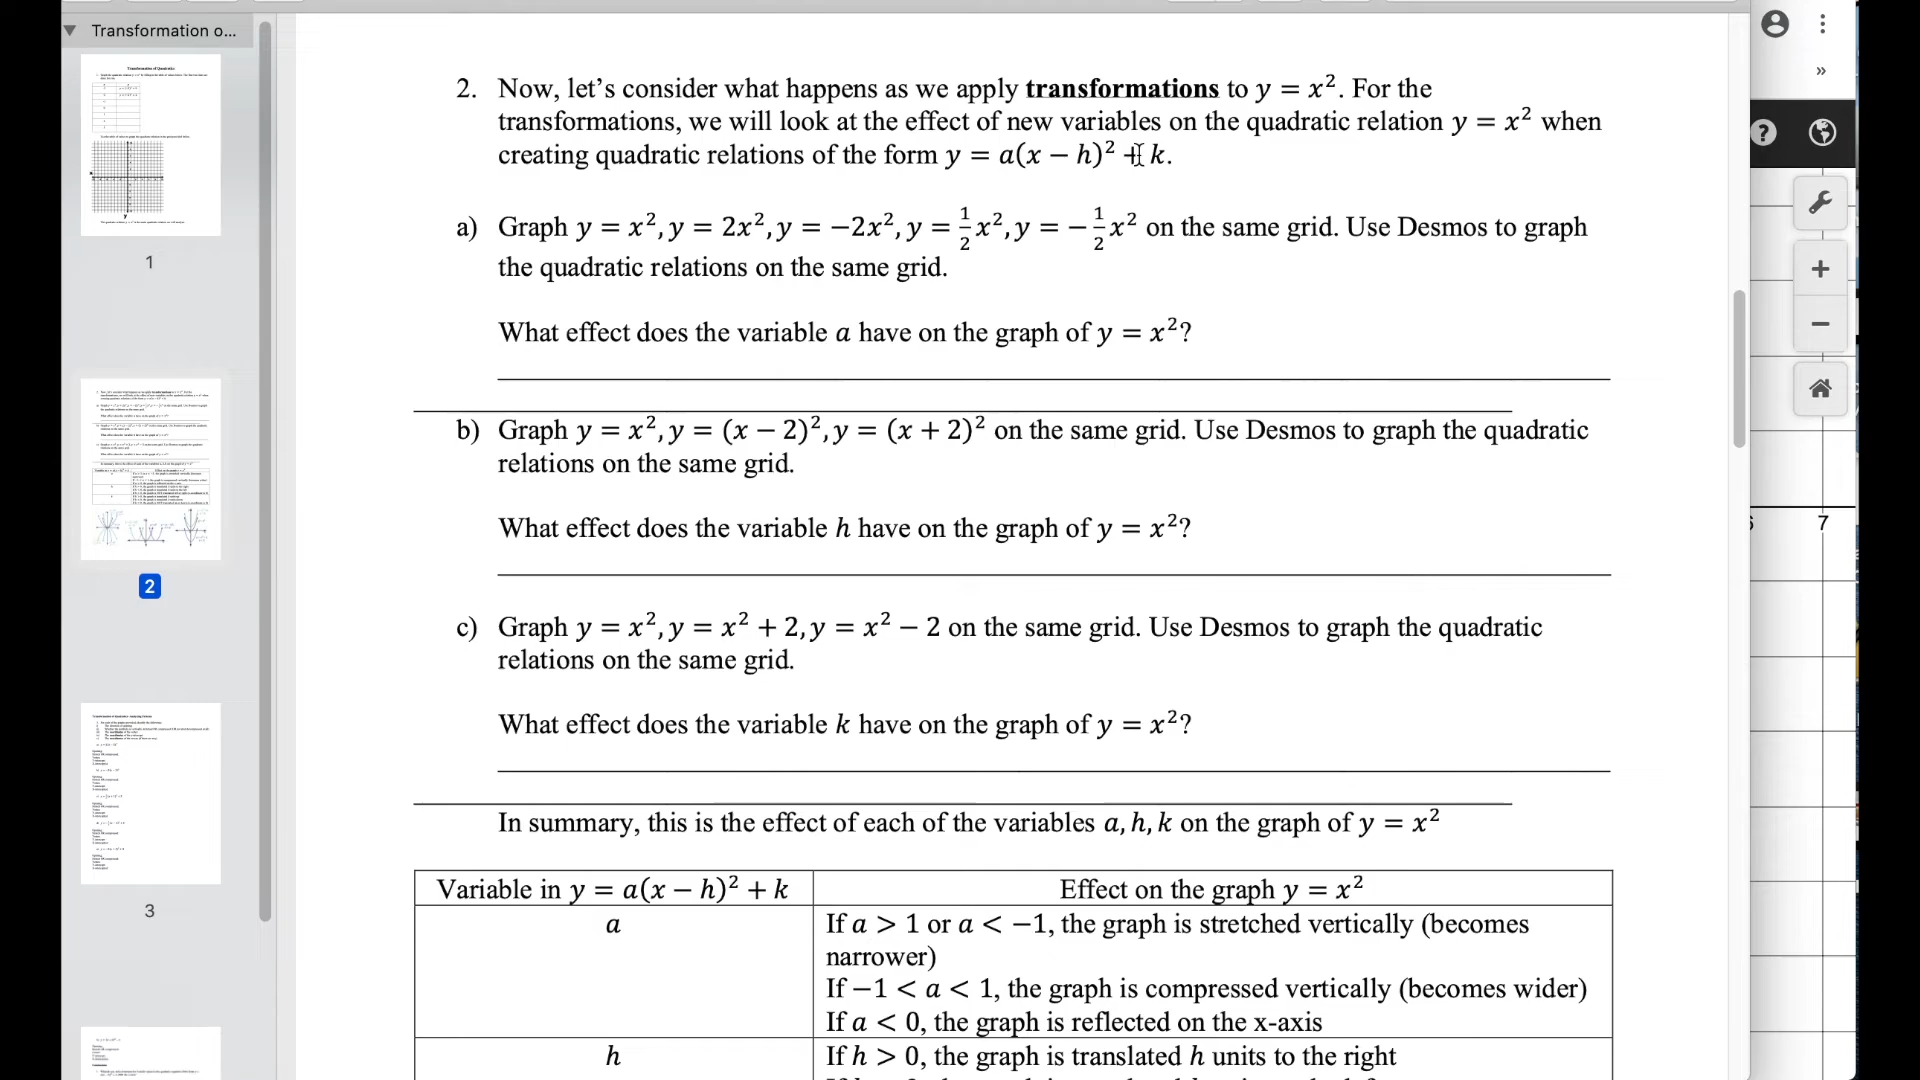 Transformation o...
1
2
3
2. Now, let’s consider what happens as we apply transformations to y = x². For the
transformations, we will look at the effect of new variables on the quadratic relation y = x² when
creating quadratic relations of the form y = a(x − h)² + k.
a) Graph y = x², y = 2x², y = −2x², y = ½x², y = −½x² on the same grid. Use Desmos to graph
the quadratic relations on the same grid.
What effect does the variable a have on the graph of y = x²?
b) Graph y = x², y = (x − 2)², y = (x + 2)² on the same grid. Use Desmos to graph the quadratic
relations on the same grid.
What effect does the variable h have on the graph of y = x²?
c) Graph y = x², y = x² + 2, y = x² − 2 on the same grid. Use Desmos to graph the quadratic
relations on the same grid.
What effect does the variable k have on the graph of y = x²?
In summary, this is the effect of each of the variables a, h, k on the graph of y = x²
Variable in y = a(x − h)² + k
Effect on the graph y = x²
a
If a > 1 or a < −1, the graph is stretched vertically (becomes
narrower)
If −1 < a < 1, the graph is compressed vertically (becomes wider)
If a < 0, the graph is reflected on the x-axis
h
If h > 0, the graph is translated h units to the right
»
?
+
−
7